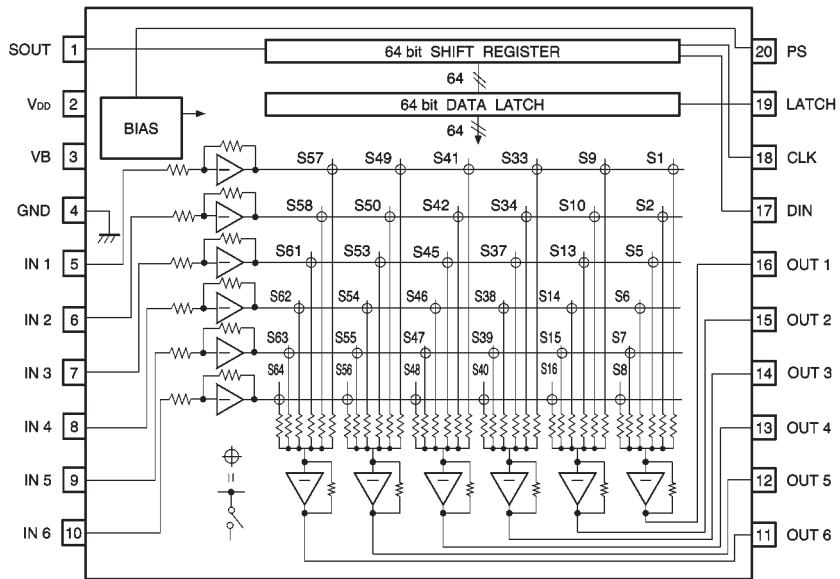 64 bit SHIFT REGISTER
SOUT 1
20 PS
64
VDD 2
64 bit DATA LATCH
19 LATCH
BIAS
64
VB 3
S57 S49 S41 S33 S9 S1
18 CLK
GND 4
S58 S50 S42 S34 S10 S2
17 DIN
IN 1 5
S61 S53 S45 S37 S13 S5
16 OUT 1
IN 2 6
S62 S54 S46 S38 S14 S6
15 OUT 2
S63 S55 S47 S39 S15 S7
IN 3 7
S64 S56 S48 S40 S16 S8
14 OUT 3
IN 4 8
13 OUT 4
IN 5 9
12 OUT 5
IN 6 10
11 OUT 6